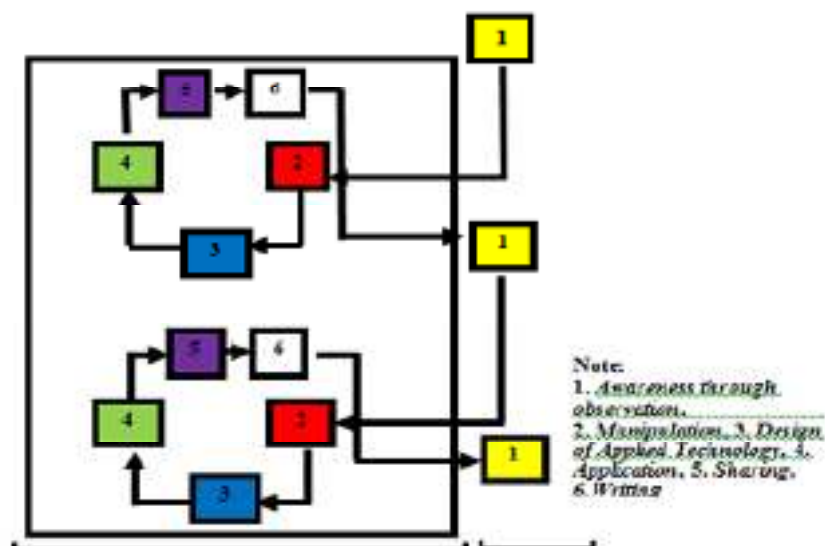 1
5 6
4 2
3
1
5 6
4 2
3
1
Note:
1. Awareness through
observation.
2. Manipulation. 3. Design
of Applied Technology. 4.
Application. 5. Sharing.
6. Writing